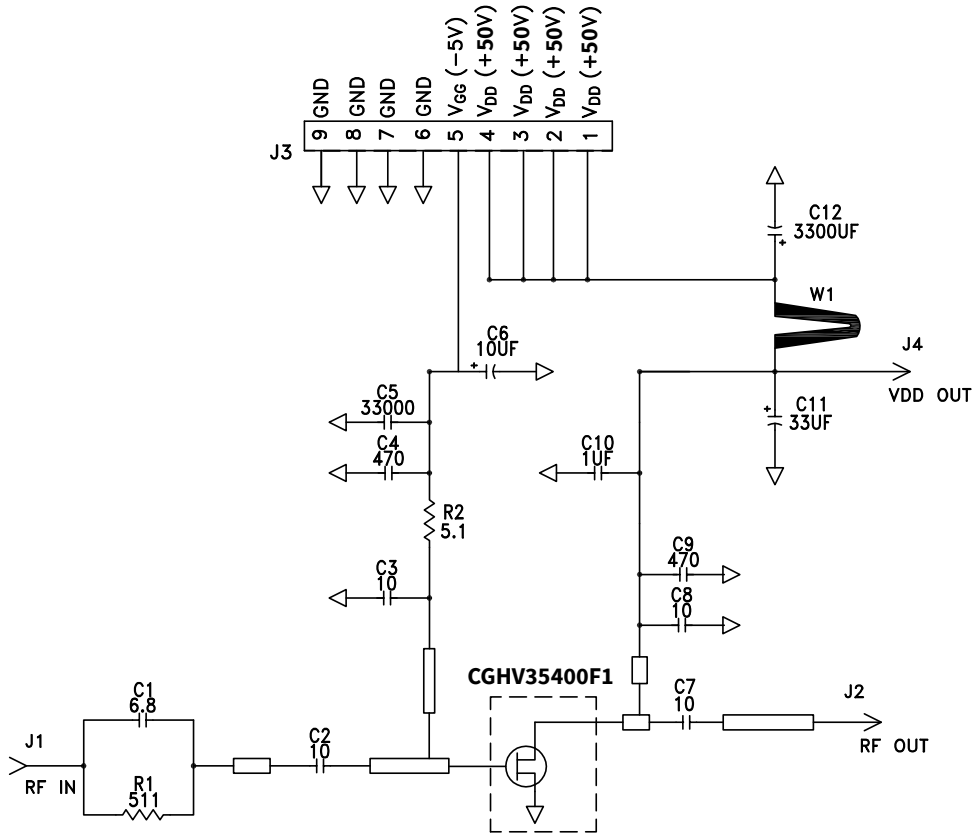 VGG (-5V)
VDD (+50V)
VDD (+50V)
VDD (+50V)
VDD (+50V)
GND
GND
GND
GND
J3
9
8
7
6
5
4
3
2
1
C12
3300UF
+
W1
J4
VDD OUT
C6
10UF
+
C5
33000
C4
470
C11
33UF
+
C10
1UF
R2
5.1
C9
470
C3
10
C8
10
CGHV35400F1
C1
6.8
C7
10
J2
RF OUT
C2
10
J1
RF IN
R1
511